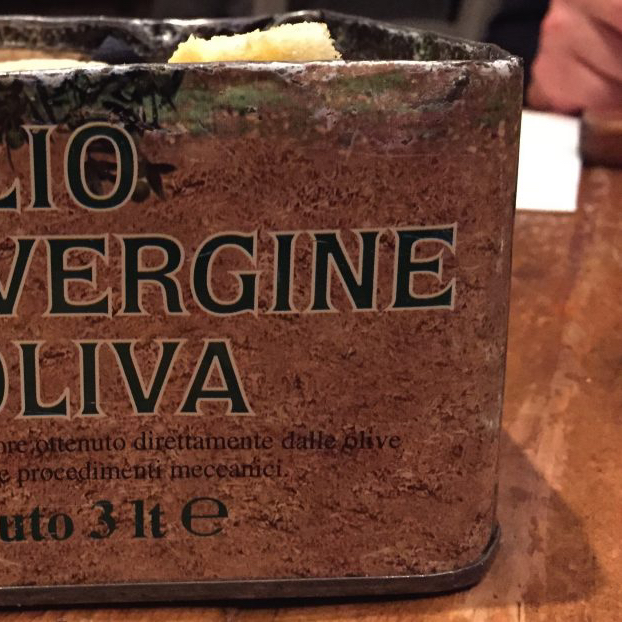 LIO
VERGINE
OLIVA
ore ottenuto direttamente dalle olive
e procedimenti meccanici.
uto 3 lt ℮